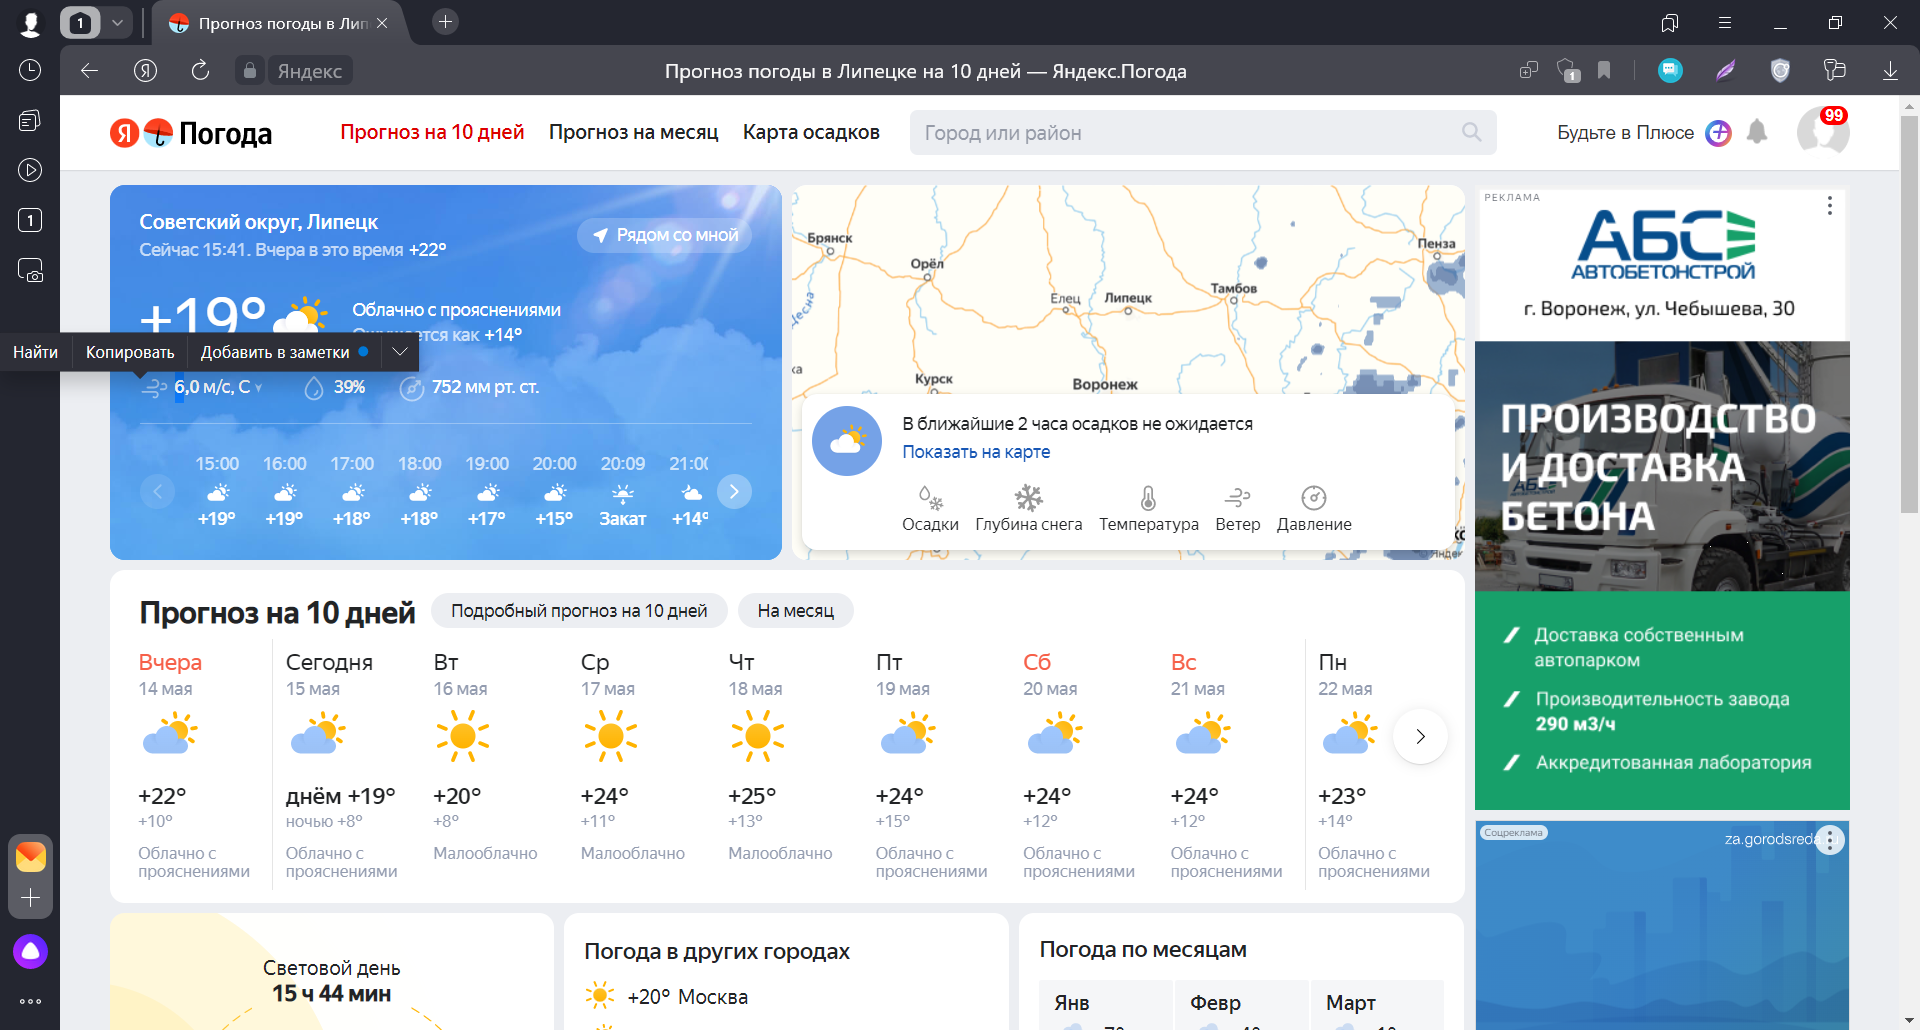 1
Прогноз погоды в Лип
Яндекс
Прогноз погоды в Липецке на 10 дней — Яндекс.Погода
1
1
Я Погода
Прогноз на 10 дней
Прогноз на месяц
Карта осадков
Город или район
Будьте в Плюсе
99
Советский округ, Липецк
Сейчас 15:41. Вчера в это время +22°
Рядом со мной
+19°
Облачно с прояснениями
Ощущается как +14°
Найти
Копировать
Добавить в заметки
6,0 м/с, С
39%
752 мм рт. ст.
15:00 16:00 17:00 18:00 19:00 20:00 20:09 21:00
+19° +19° +18° +18° +17° +15° Закат +14°
Брянск
Орёл
Пенза
Десна
Елец
Липецк
Тамбов
Курск
Воронеж
В ближайшие 2 часа осадков не ожидается
Показать на карте
Осадки
Глубина снега
Температура
Ветер
Давление
РЕКЛАМА
АБС
АВТОБЕТОНСТРОЙ
г. Воронеж, ул. Чебышева, 30
ПРОИЗВОДСТВО
И ДОСТАВКА
БЕТОНА
Доставка собственным
автопарком
Производительность завода
290 м3/ч
Аккредитованная лаборатория
Прогноз на 10 дней
Подробный прогноз на 10 дней
На месяц
Вчера
14 мая
+22°
+10°
Облачно с
прояснениями
Сегодня
15 мая
днём +19°
ночью +8°
Облачно с
прояснениями
Вт
16 мая
+20°
+8°
Малооблачно
Ср
17 мая
+24°
+11°
Малооблачно
Чт
18 мая
+25°
+13°
Малооблачно
Пт
19 мая
+24°
+15°
Облачно с
прояснениями
Сб
20 мая
+24°
+12°
Облачно с
прояснениями
Вс
21 мая
+24°
+12°
Облачно с
прояснениями
Пн
22 мая
+23°
+14°
Облачно с
прояснениями
Соцреклама
za.gorodsreda.ru
Световой день
15 ч 44 мин
Погода в других городах
+20° Москва
Погода по месяцам
Янв
Февр
Март